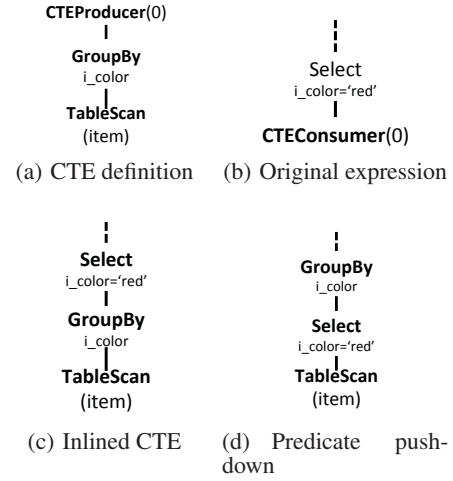 CTEProducer(0)
GroupBy
i_color
TableScan
(item)
(a) CTE definition
Select
i_color='red'
CTEConsumer(0)
(b) Original expression
Select
i_color='red'
GroupBy
i_color
TableScan
(item)
(c) Inlined CTE
GroupBy
i_color
Select
i_color='red'
TableScan
(item)
(d) Predicate push-
down